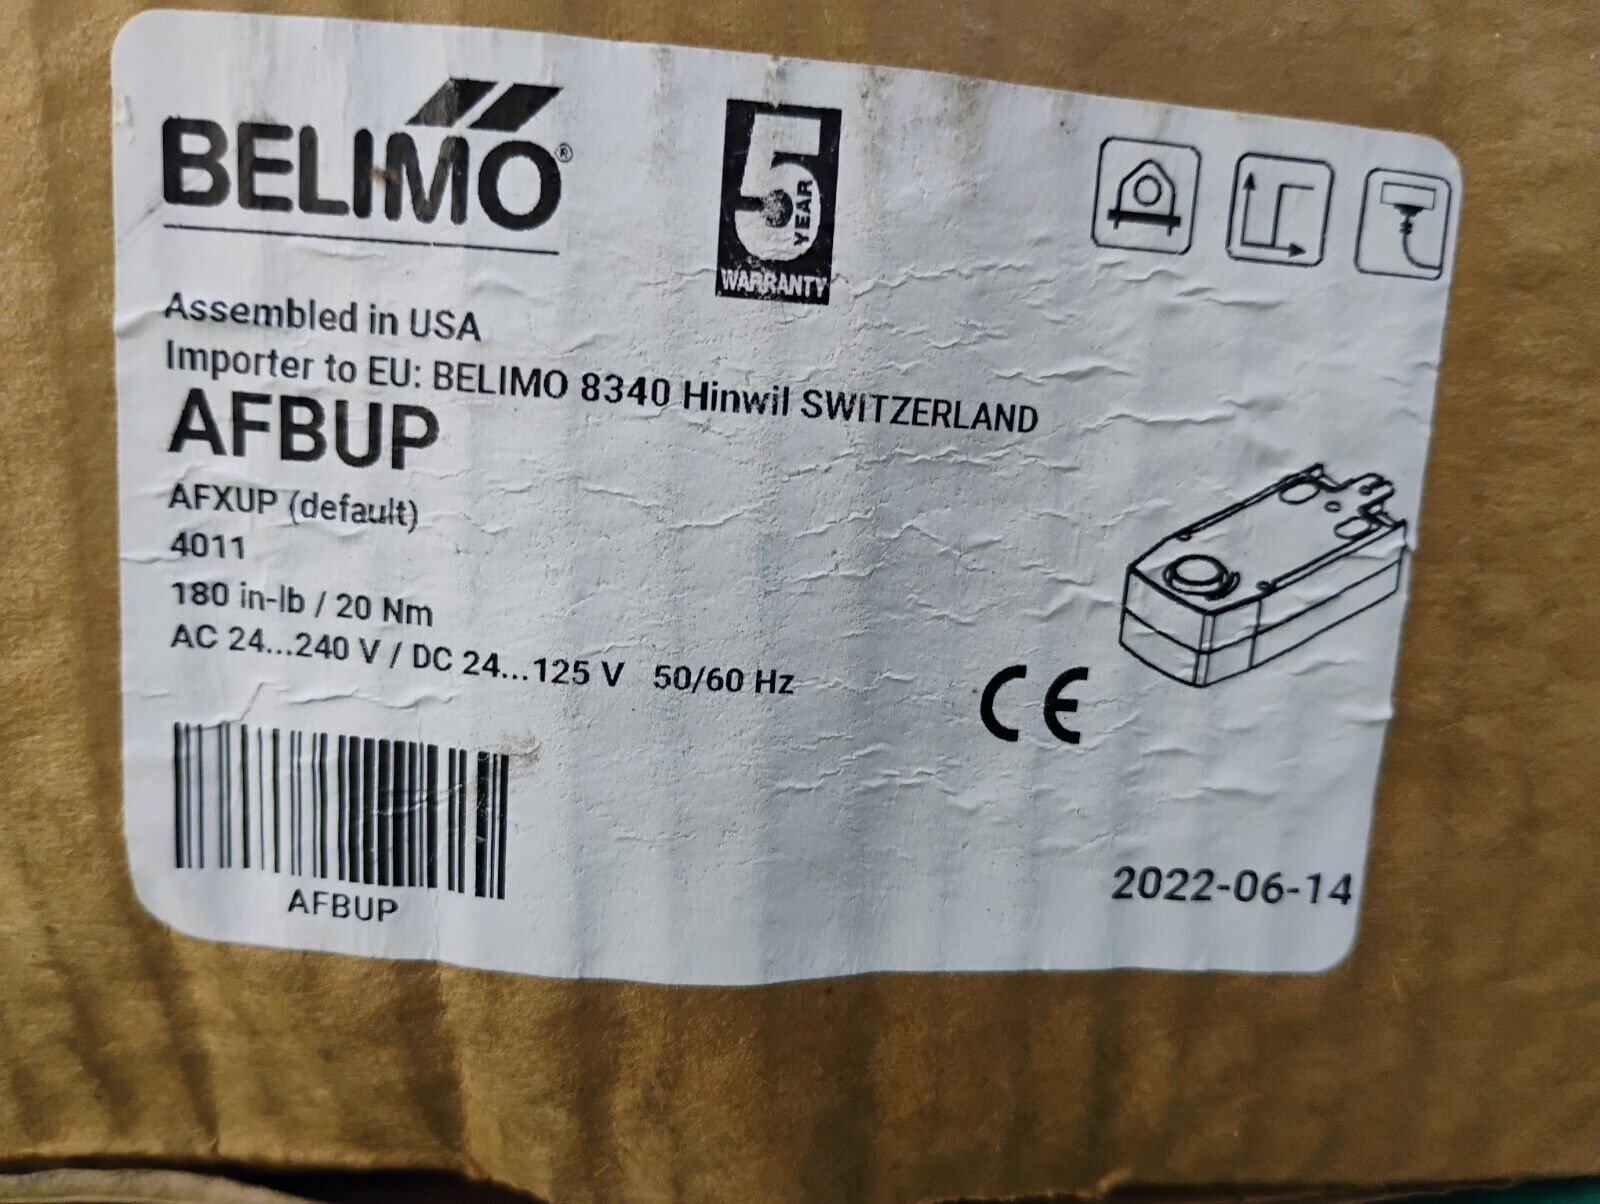 BELIMO®
5
YEAR
WARRANTY
Assembled in USA
Importer to EU: BELIMO 8340 Hinwil SWITZERLAND
AFBUP
AFXUP (default)
4011
180 in-lb / 20 Nm
AC 24...240 V / DC 24...125 V 50/60 Hz
CE
AFBUP
2022-06-14